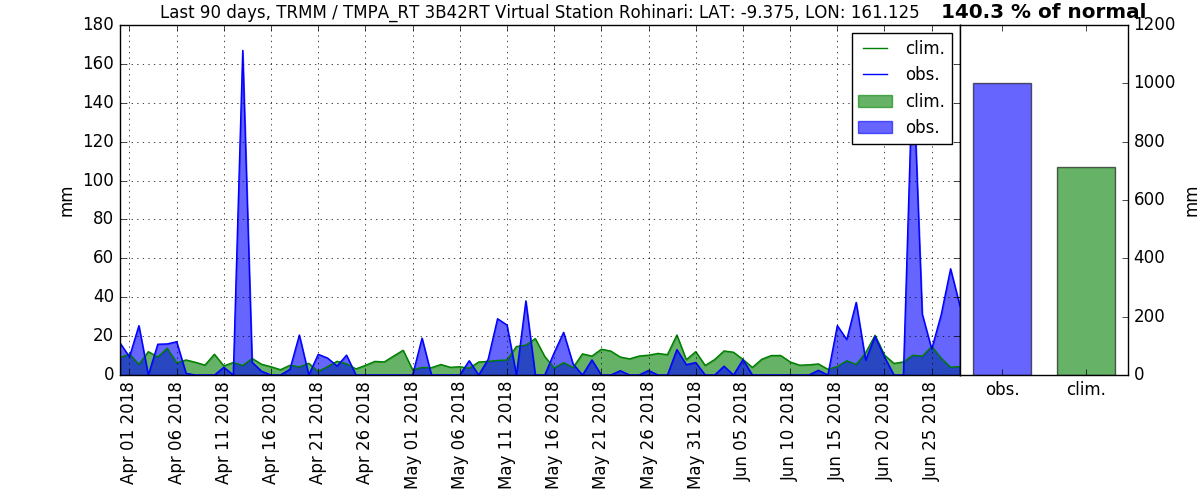 Last 90 days, TRMM / TMPA_RT 3B42RT Virtual Station Rohinari: LAT: -9.375, LON: 161.125
140.3 % of normal
180
160
140
120
100
80
60
40
20
0
mm
clim.
obs.
clim.
obs.
1200
1000
800
600
400
200
0
mm
Apr 01 2018
Apr 06 2018
Apr 11 2018
Apr 16 2018
Apr 21 2018
Apr 26 2018
May 01 2018
May 06 2018
May 11 2018
May 16 2018
May 21 2018
May 26 2018
May 31 2018
Jun 05 2018
Jun 10 2018
Jun 15 2018
Jun 20 2018
Jun 25 2018
obs.
clim.